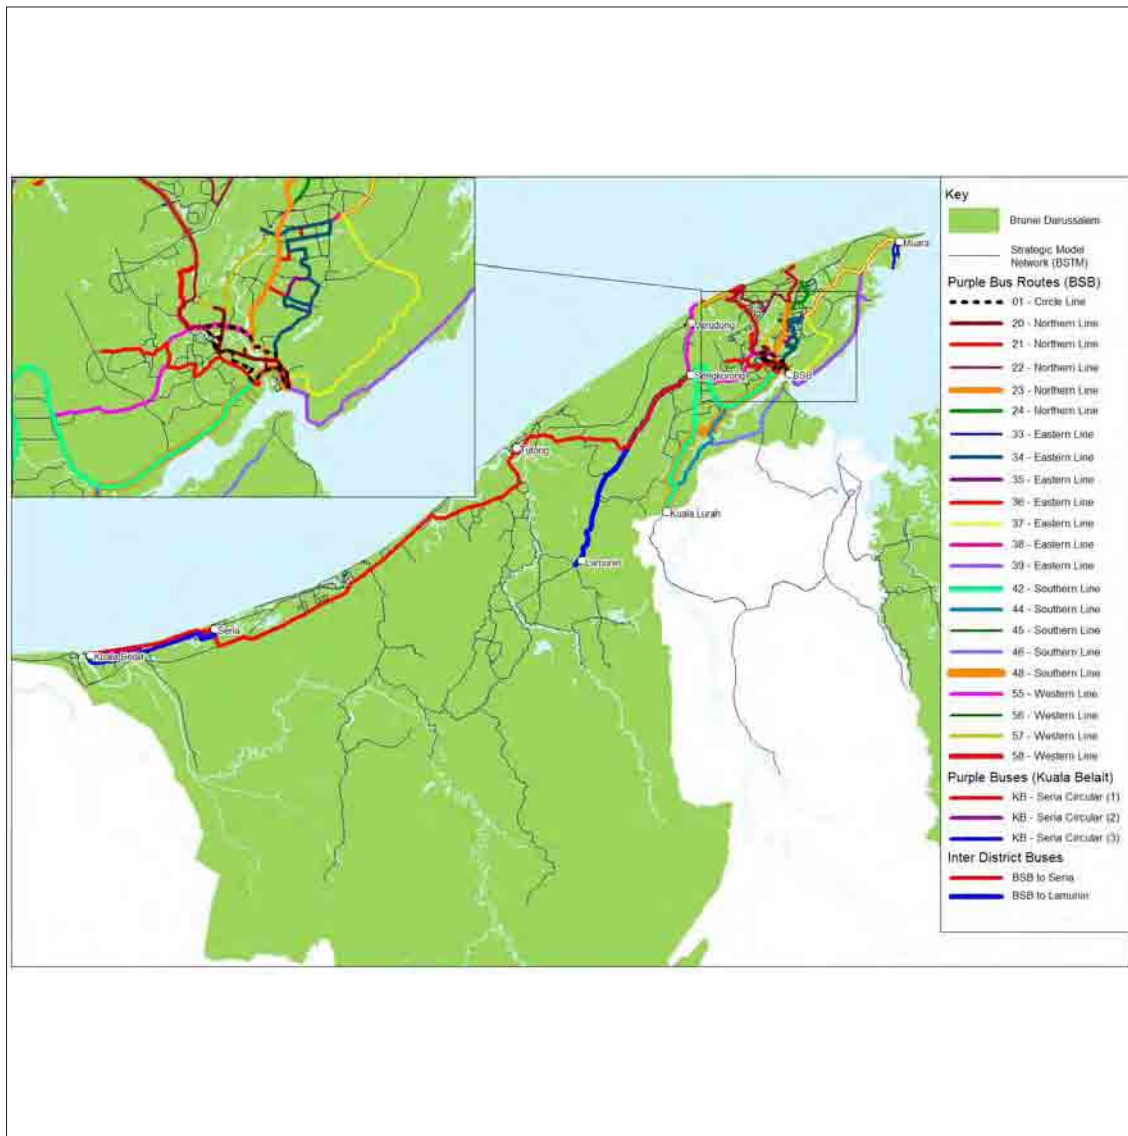 Key
Brunei Darussalem
Strategic Model
Network (BSTM)
Purple Bus Routes (BSB)
01 - Circle Line
20 - Northern Line
21 - Northern Line
22 - Northern Line
23 - Northern Line
24 - Northern Line
33 - Eastern Line
34 - Eastern Line
35 - Eastern Line
36 - Eastern Line
37 - Eastern Line
38 - Eastern Line
39 - Eastern Line
42 - Southern Line
44 - Southern Line
45 - Southern Line
46 - Southern Line
48 - Southern Line
55 - Western Line
56 - Western Line
57 - Western Line
58 - Western Line
Purple Buses (Kuala Belait)
KB - Seria Circular (1)
KB - Seria Circular (2)
KB - Seria Circular (3)
Inter District Buses
BSB to Seria
BSB to Lamunin
Muara
Jerudong
Sengkorong
BSB
Tutong
Kuala Lurah
Lamunin
Seria
Kuala Belait